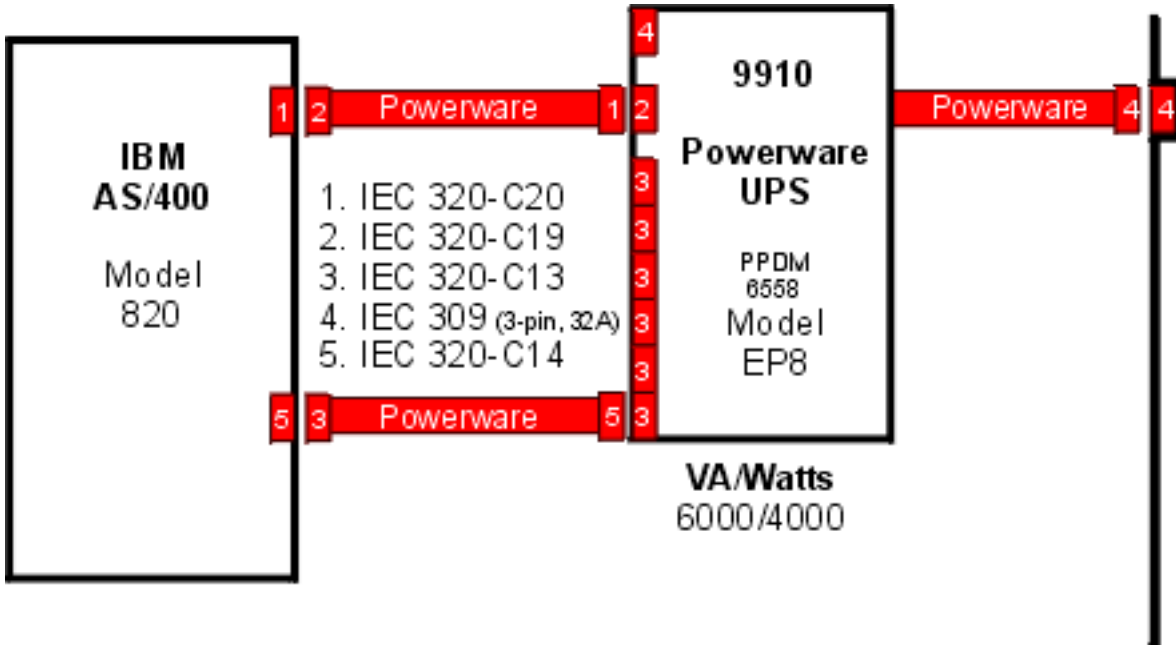 IBM
AS/400
Model
820
1
2
Powerware
1
2
5
3
Powerware
5
3
1. IEC 320-C20
2. IEC 320-C19
3. IEC 320-C13
4. IEC 309 (3-pin, 32A)
5. IEC 320-C14
4
3
3
3
3
3
9910
Powerware
UPS
PPDM
6558
Model
EP8
VA/Watts
6000/4000
Powerware
4
4